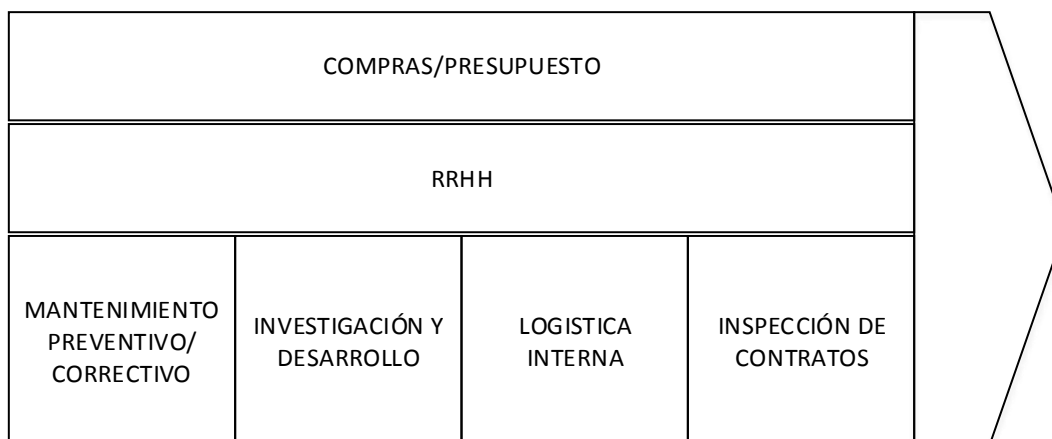 COMPRAS/PRESUPUESTO
RRHH
MANTENIMIENTO
PREVENTIVO/
CORRECTIVO
INVESTIGACIÓN Y
DESARROLLO
LOGISTICA
INTERNA
INSPECCIÓN DE
CONTRATOS